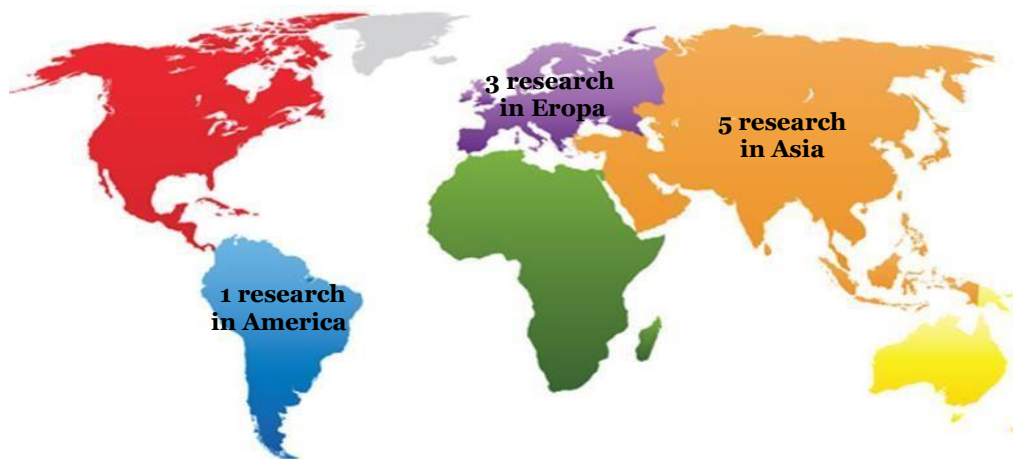 3 research
in Eropa
5 research
in Asia
1 research
in America